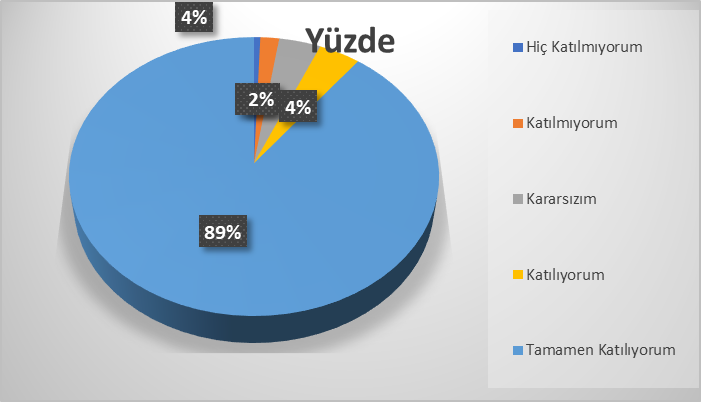 4%
Yüzde
2%
4%
89%
Hiç Katılmıyorum
Katılmıyorum
Kararsızım
Katılıyorum
Tamamen Katılıyorum